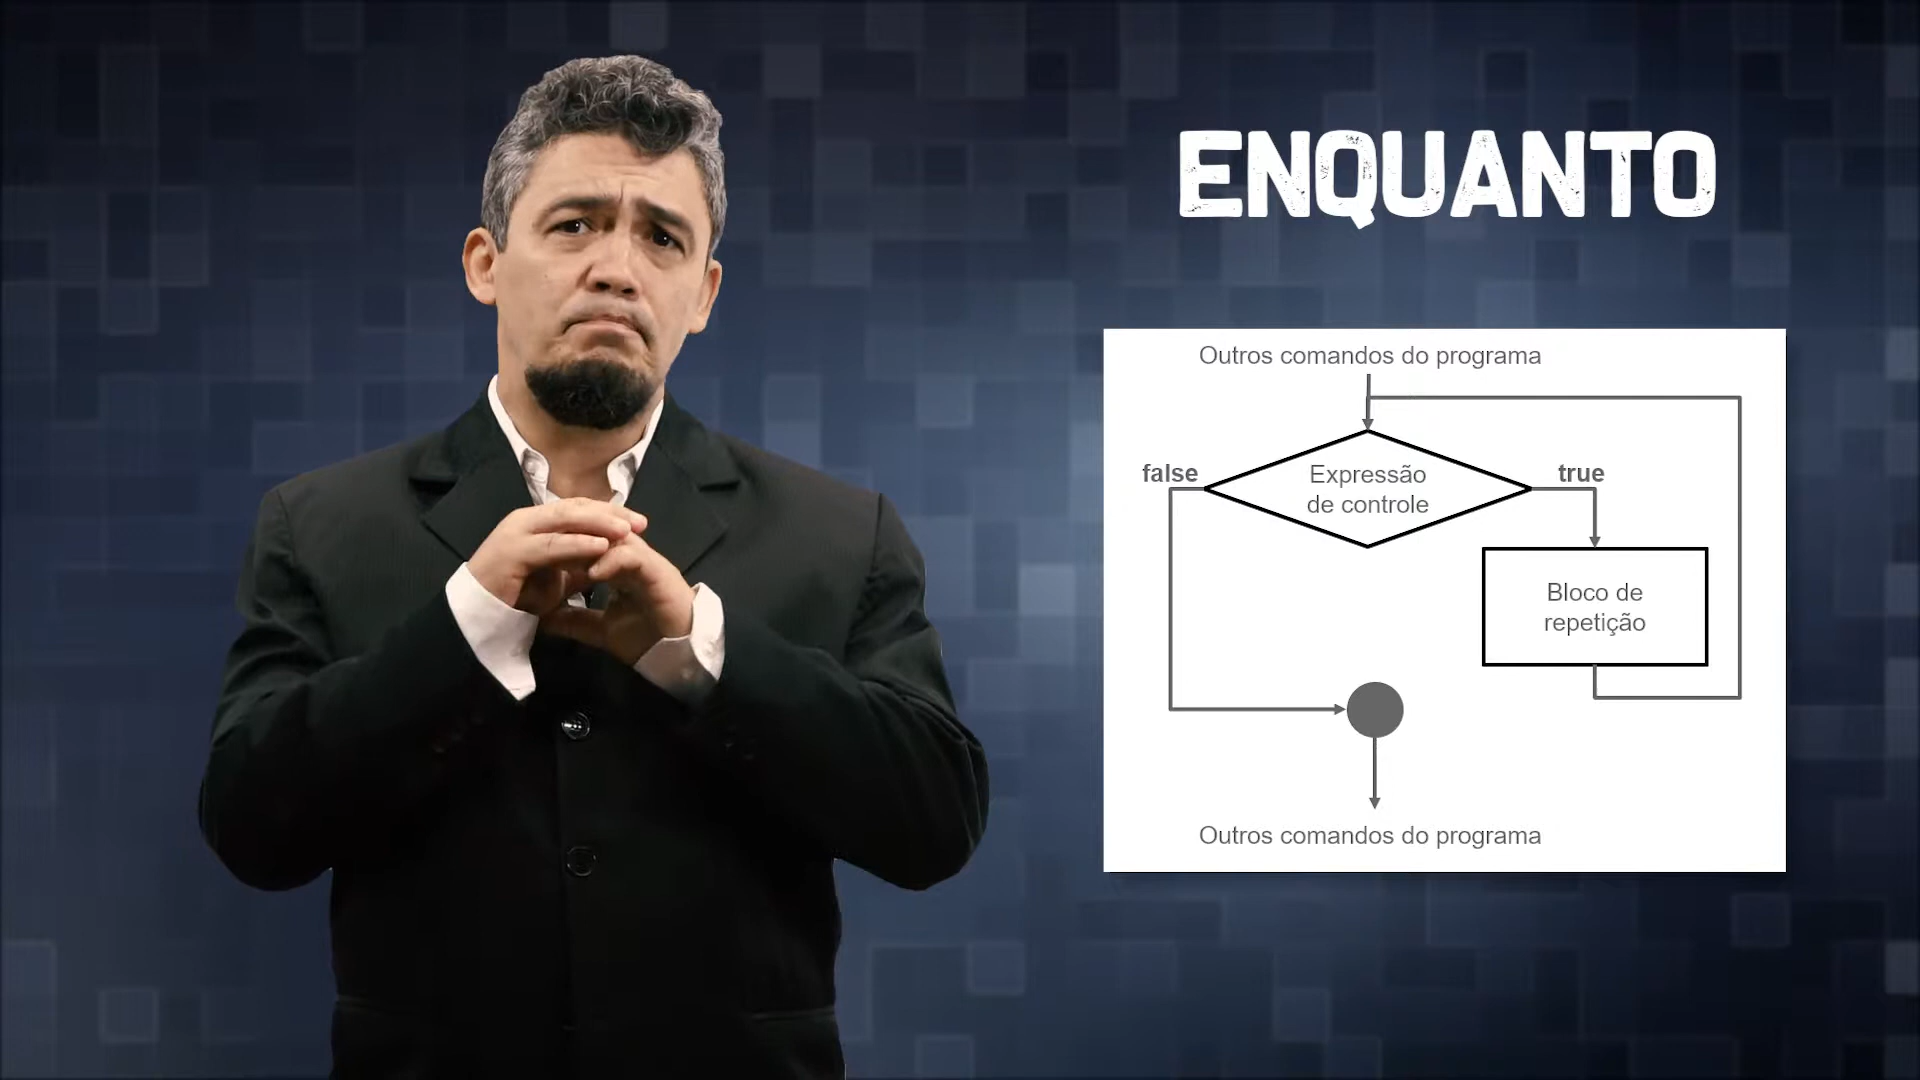 ENQUANTO
Outros comandos do programa
false
Expressão
de controle
true
Bloco de
repetição
Outros comandos do programa